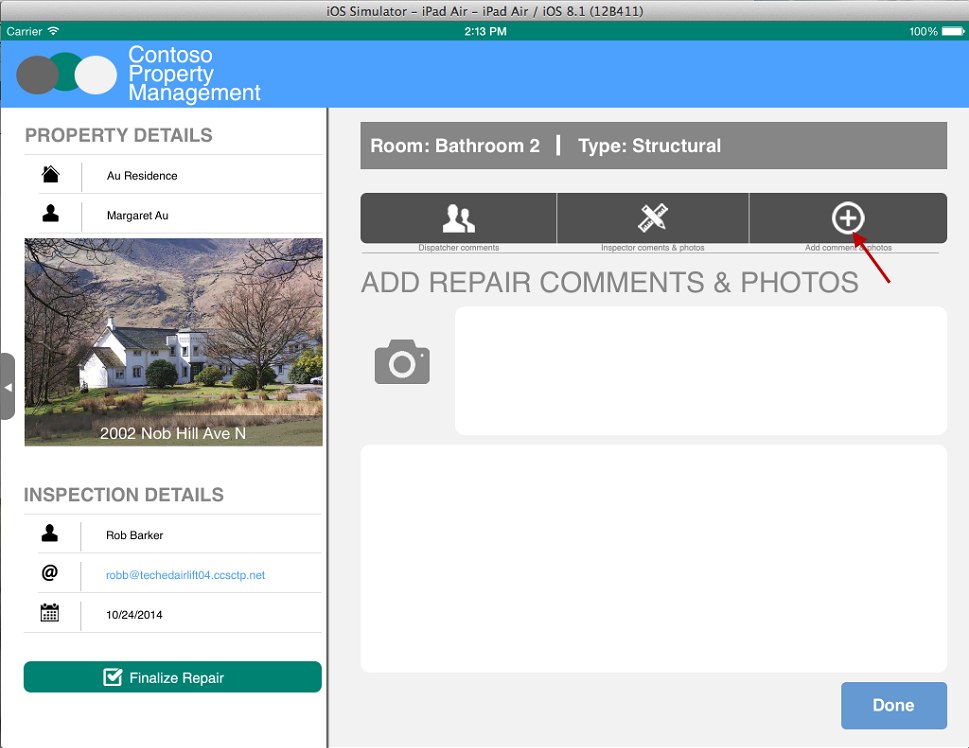 iOS Simulator – iPad Air – iPad Air / iOS 8.1 (12B411)
Carrier 2:13 PM 100%
Contoso
Property
Management
PROPERTY DETAILS
Au Residence
Margaret Au
2002 Nob Hill Ave N
INSPECTION DETAILS
Rob Barker
@ robb@techedairlift04.ccsctp.net
10/24/2014
Finalize Repair
Room: Bathroom 2 | Type: Structural
Dispatcher comments Inspector coments & photos Add comment & photos
ADD REPAIR COMMENTS & PHOTOS
Done